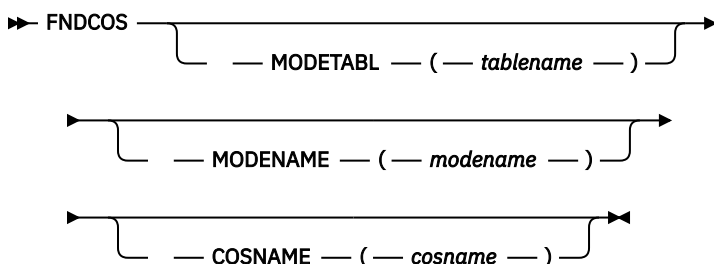 FNDCOS
MODETABL ( tablename )
MODENAME ( modename )
COSNAME ( cosname )